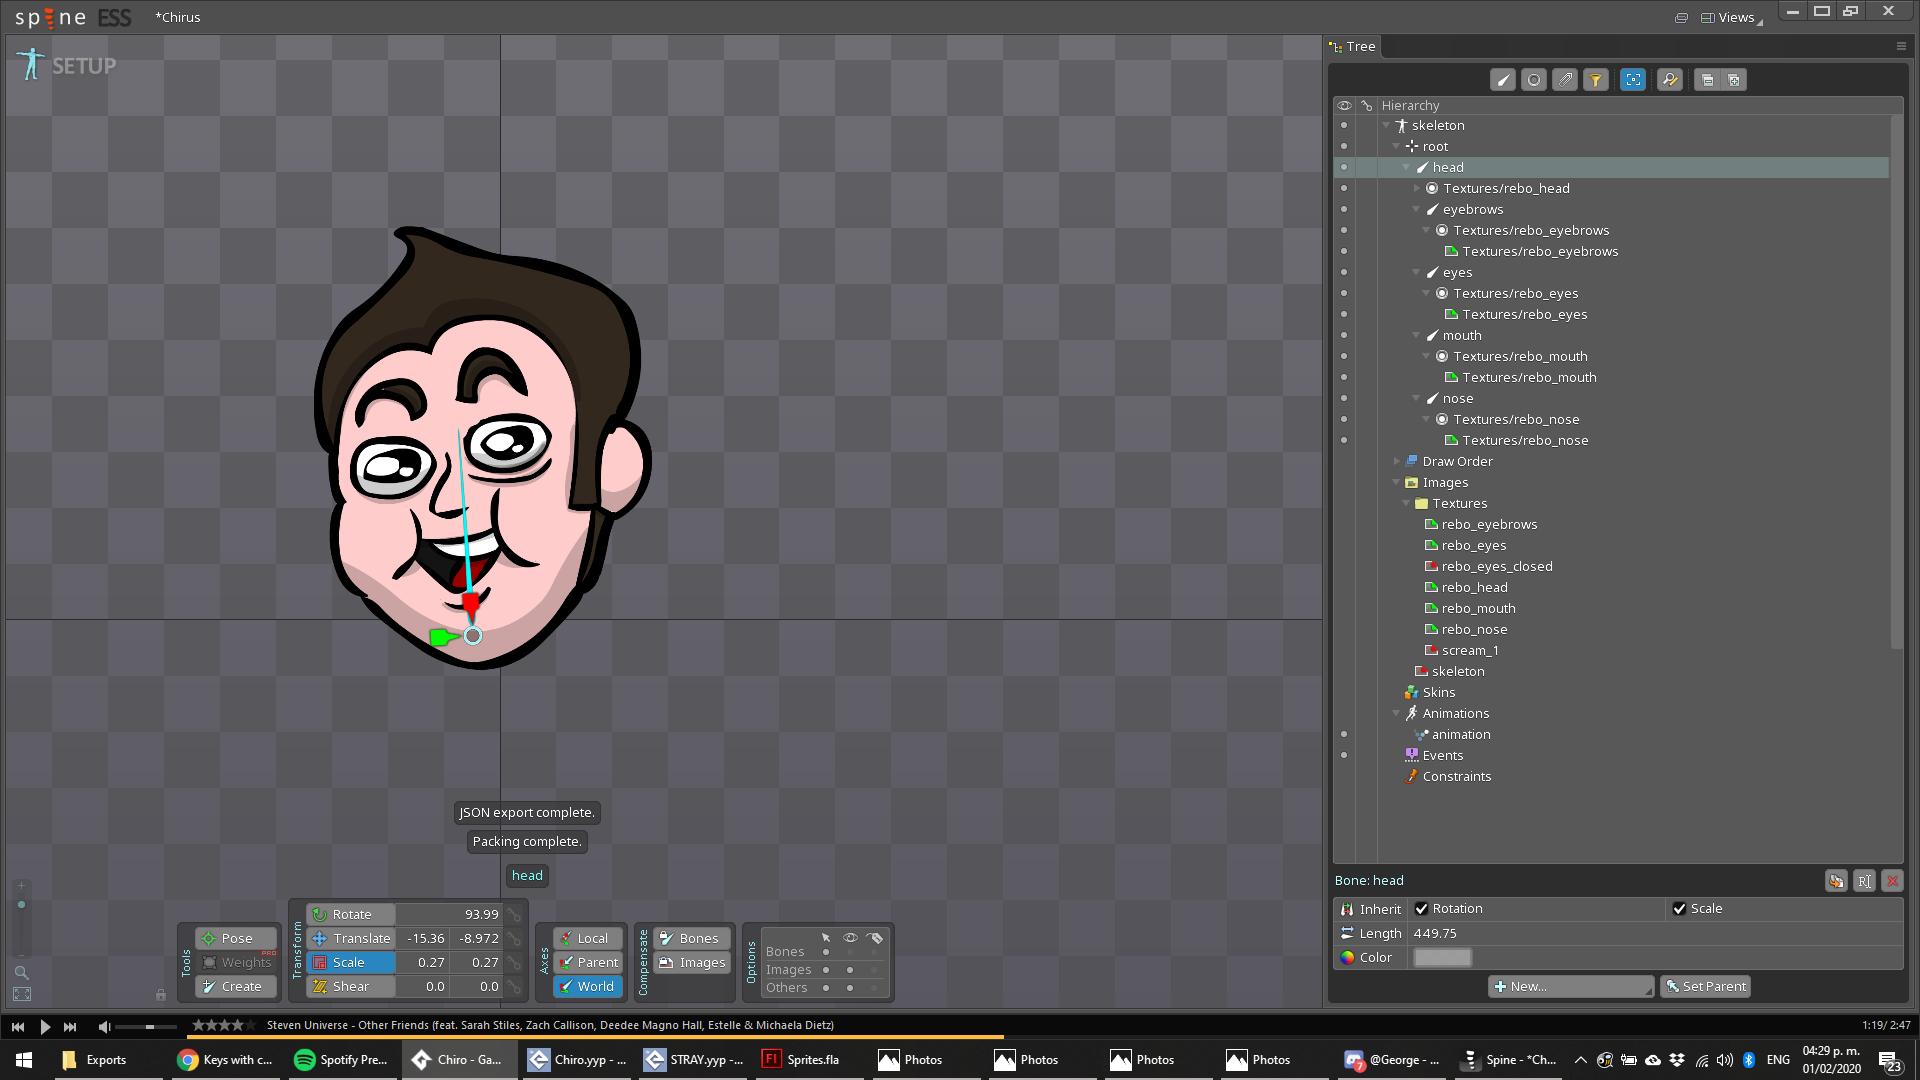 spine ESS
*Chirus
Views
SETUP
Tree
Hierarchy
skeleton
root
head
Textures/rebo_head
eyebrows
Textures/rebo_eyebrows
Textures/rebo_eyebrows
eyes
Textures/rebo_eyes
Textures/rebo_eyes
mouth
Textures/rebo_mouth
Textures/rebo_mouth
nose
Textures/rebo_nose
Textures/rebo_nose
Draw Order
Images
Textures
rebo_eyebrows
rebo_eyes
rebo_eyes_closed
rebo_head
rebo_mouth
rebo_nose
scream_1
skeleton
Skins
Animations
animation
Events
Constraints
JSON export complete.
Packing complete.
head
Tools
Pose
Weights PRO
Create
Transform
Rotate 93.99
Translate -15.36 -8.972
Scale 0.27 0.27
Shear 0.0 0.0
Axes
Local
Parent
World
Compensate
Bones
Images
Options
Bones
Images
Others
Bone: head
Inherit Rotation Scale
Length 449.75
Color
New...
Set Parent
Steven Universe - Other Friends (feat. Sarah Stiles, Zach Callison, Deedee Magno Hall, Estelle & Michaela Dietz)
1:19/ 2:47
Exports
Keys with c...
Spotify Pre...
Chiro - Ga...
Chiro.yyp - ...
STRAY.yyp -...
Fl
Sprites.fla
Photos
Photos
Photos
Photos
7
@George - ...
Spine - *Ch...
ENG
04:29 p. m.
01/02/2020
23